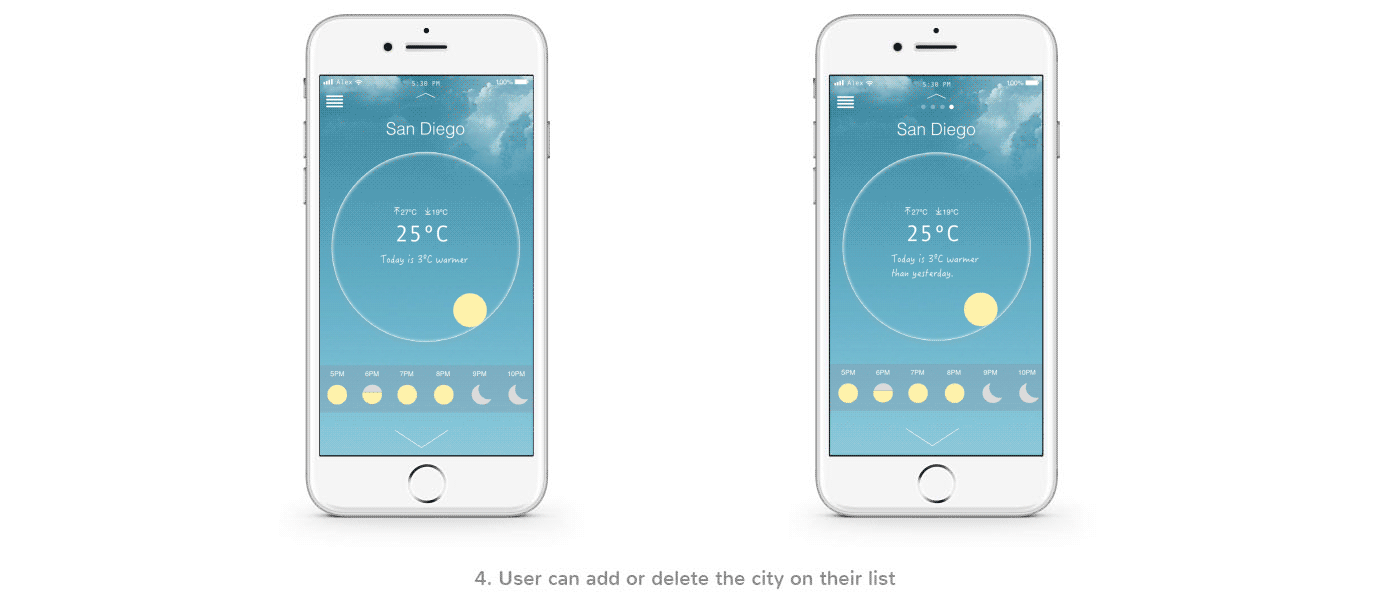 Alex 5:38 PM 100%
San Diego
27°C 19°C
25°C
Today is 3°C warmer
5PM 6PM 7PM 8PM 9PM 10PM
Alex 5:38 PM 100%
San Diego
27°C 19°C
25°C
Today is 3°C warmer
than yesterday.
5PM 6PM 7PM 8PM 9PM 10PM
4. User can add or delete the city on their list